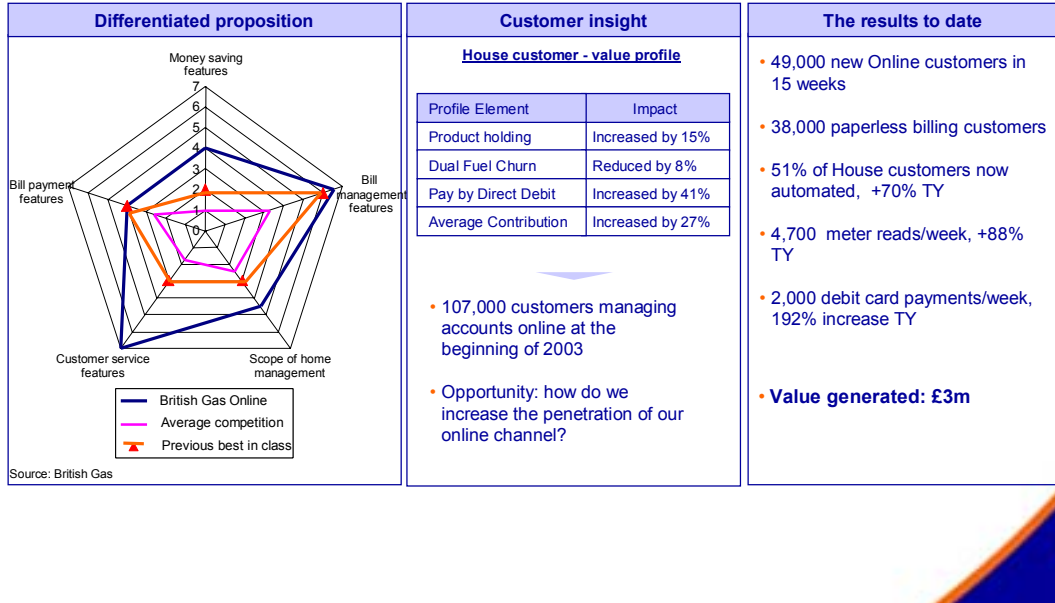 Differentiated proposition
Money saving
features
7
6
5
4
3
2
1
0
Bill payment
features
Bill
management
features
Customer service
features
Scope of home
management
British Gas Online
Average competition
Previous best in class
Source: British Gas
Customer insight
House customer - value profile
Profile Element Impact
Product holding Increased by 15%
Dual Fuel Churn Reduced by 8%
Pay by Direct Debit Increased by 41%
Average Contribution Increased by 27%
• 107,000 customers managing
accounts online at the
beginning of 2003
• Opportunity: how do we
increase the penetration of our
online channel?
The results to date
• 49,000 new Online customers in
15 weeks
• 38,000 paperless billing customers
• 51% of House customers now
automated, +70% TY
• 4,700 meter reads/week, +88%
TY
• 2,000 debit card payments/week,
192% increase TY
• Value generated: £3m